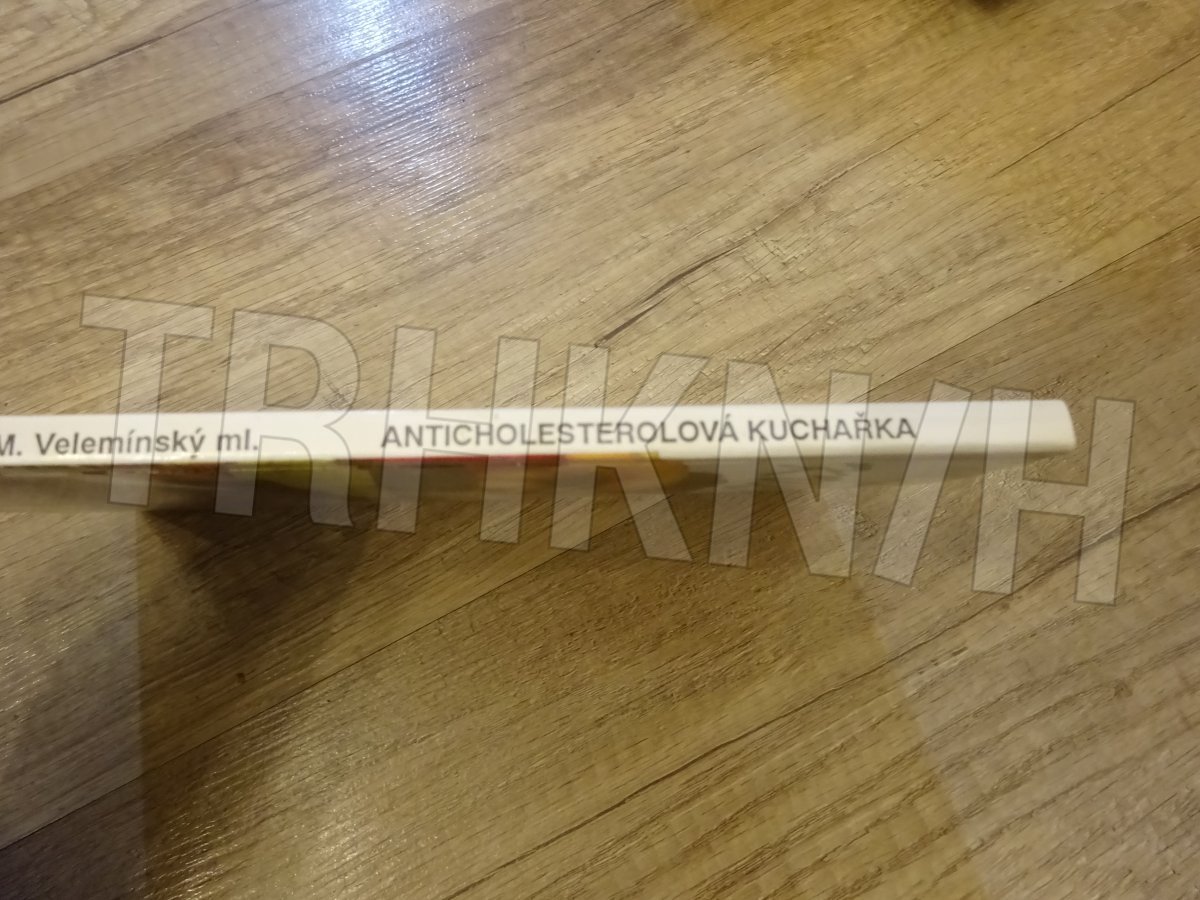 M. Velemínský ml. ANTICHOLESTEROLOVÁ KUCHAŘKA
TRHKNIH